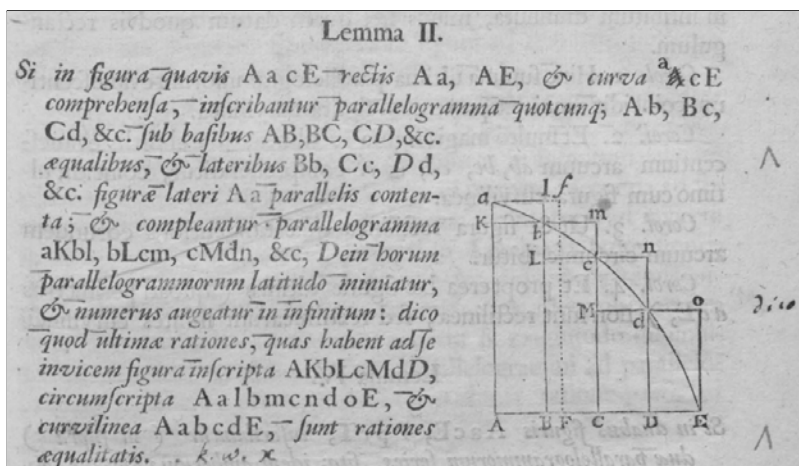 Lemma II.
Si in figura quavis AacE rectis Aa, AE, & curva acE
comprehensa, inscribantur parallelogramma quotcunq; Ab, Bc,
Cd, &c. sub basibus AB, BC, CD, &c.
æqualibus, & lateribus Bb, Cc, Dd,
&c. figuræ lateri Aa parallelis conten-
ta; & compleantur parallelogramma
aKbl, bLcm, cMdn, &c, Dein horum
parallelogrammorum latitudo minuatur,
& numerus augeatur in infinitum: dico
quod ultimæ rationes, quas habent ad se
invicem figura inscripta AKbLcMdD,
circumscripta AalbmcndoE, &
curvilinea AabcdE, sunt rationes
æqualitatis.
a l f
K b m
L c n
M d o
A B F C D E
dico